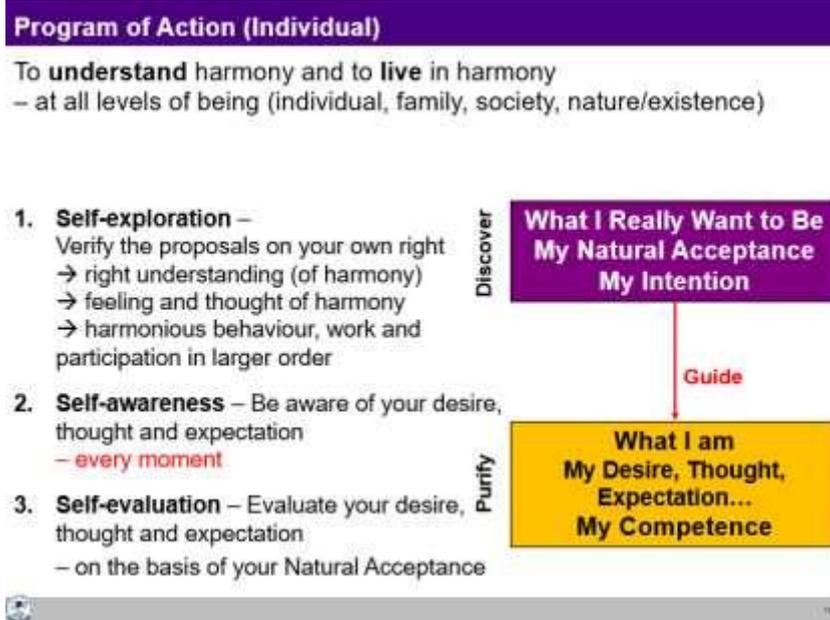 Program of Action (Individual)
To understand harmony and to live in harmony
– at all levels of being (individual, family, society, nature/existence)
1. Self-exploration –
Verify the proposals on your own right
→ right understanding (of harmony)
→ feeling and thought of harmony
→ harmonious behaviour, work and
participation in larger order
2. Self-awareness – Be aware of your desire,
thought and expectation
– every moment
3. Self-evaluation – Evaluate your desire,
thought and expectation
– on the basis of your Natural Acceptance
Discover
What I Really Want to Be
My Natural Acceptance
My Intention
Guide
Purify
What I am
My Desire, Thought,
Expectation...
My Competence